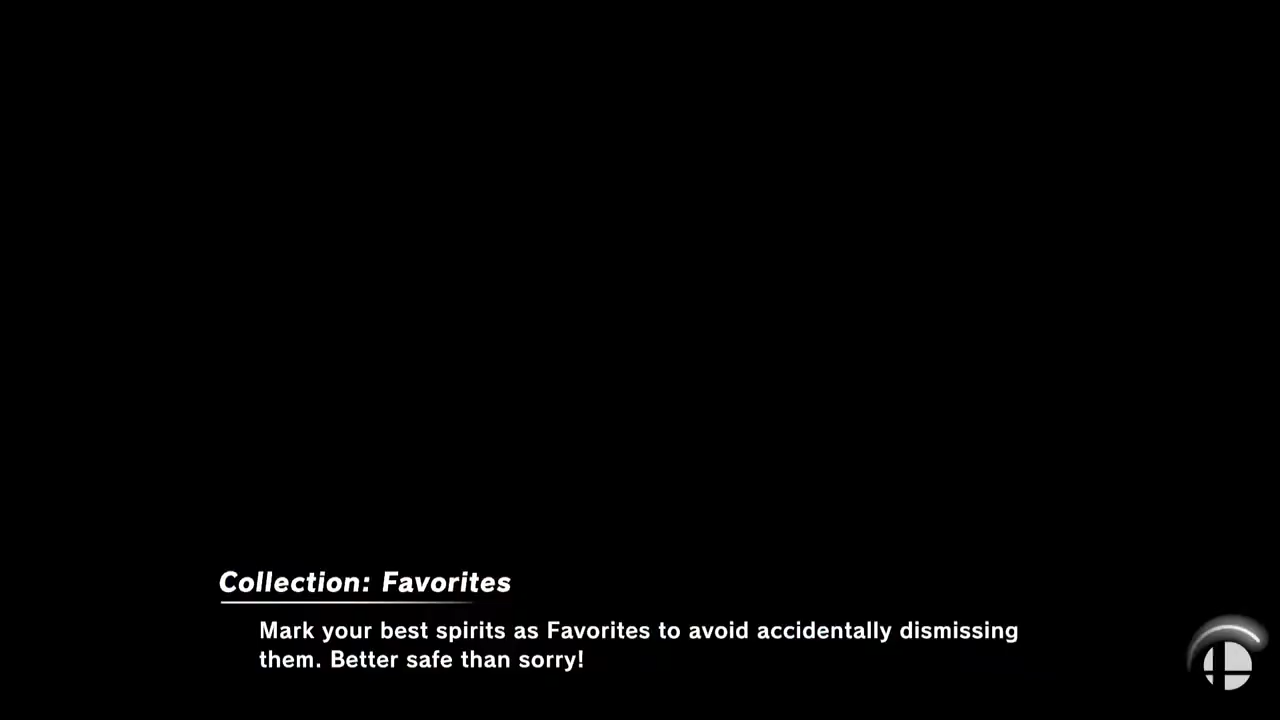 Collection: Favorites
Mark your best spirits as Favorites to avoid accidentally dismissing
them. Better safe than sorry!